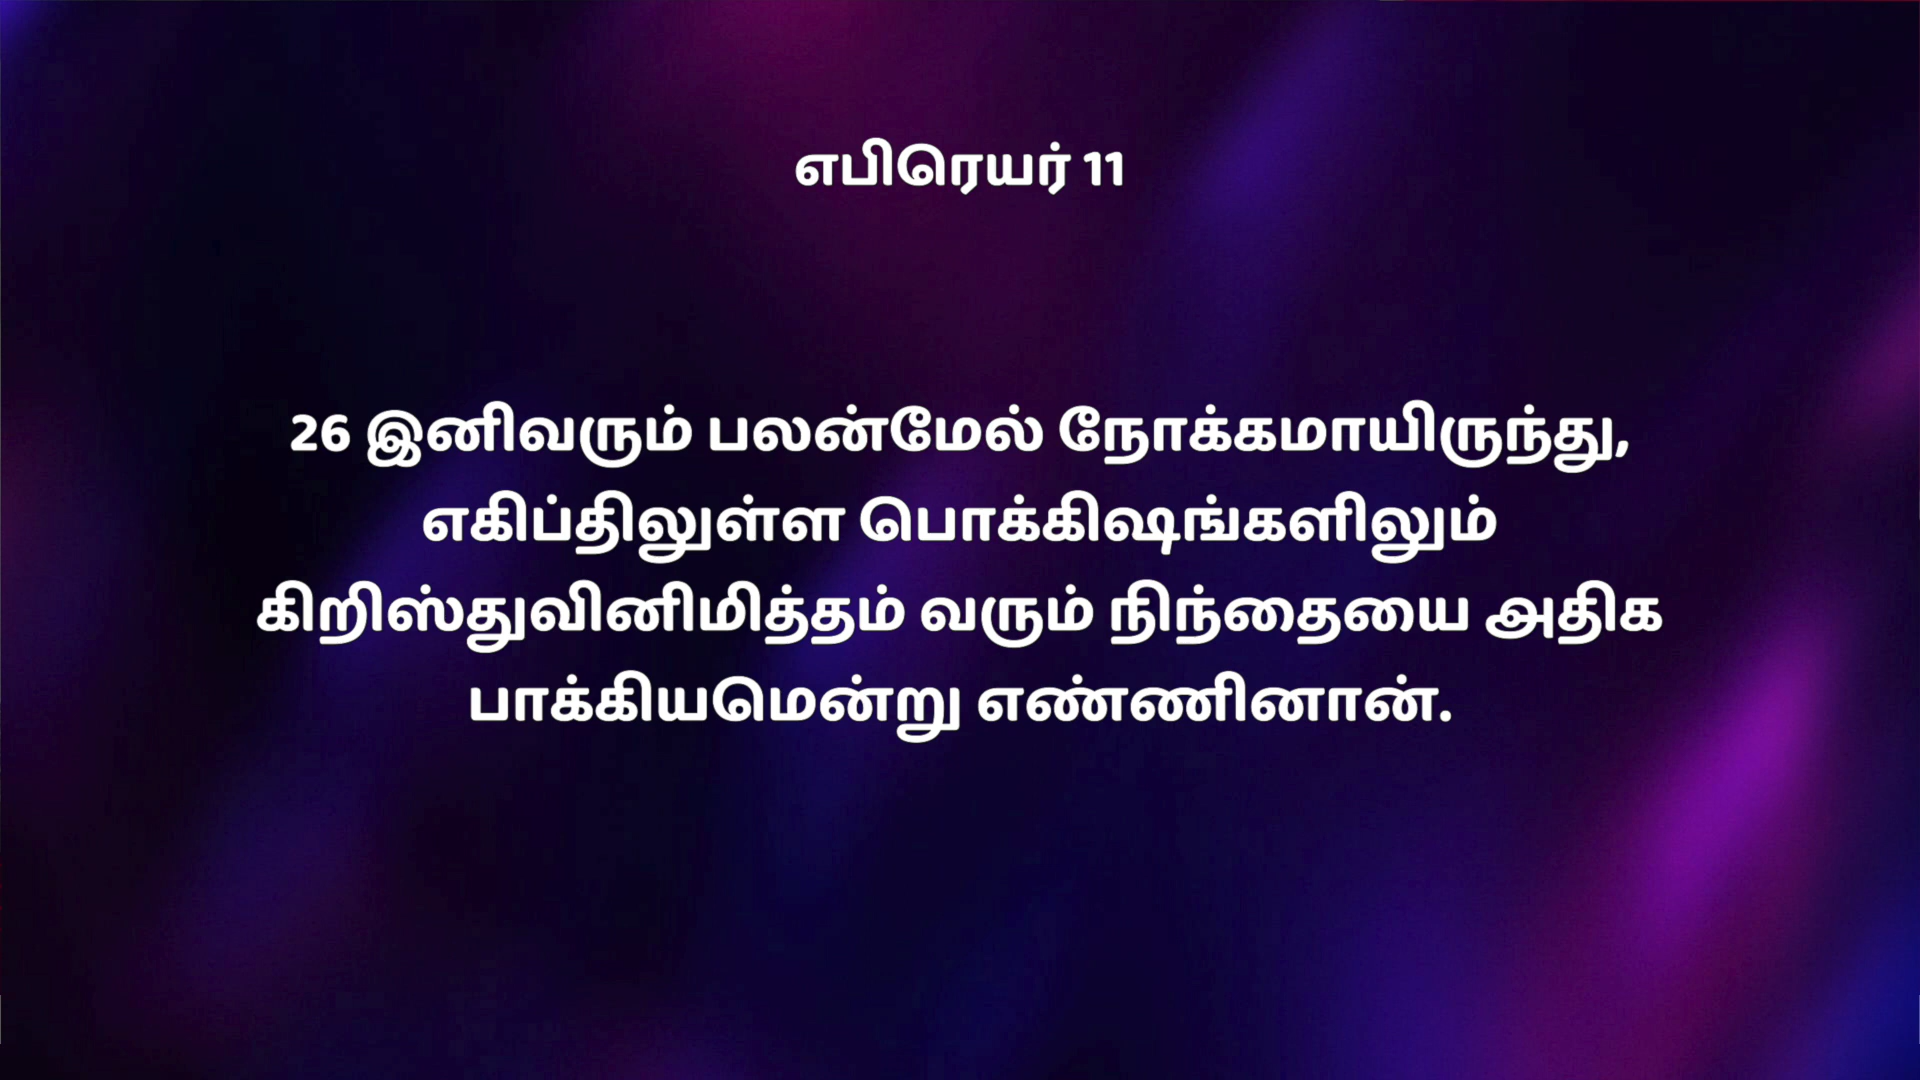 எபிரெயர் 11
26 இனிவரும் பலன்மேல் நோக்கமாயிருந்து,
எகிப்திலுள்ள பொக்கிஷங்களிலும்
கிறிஸ்துவினிமித்தம் வரும் நிந்தையை அதிக
பாக்கியமென்று எண்ணினான்.